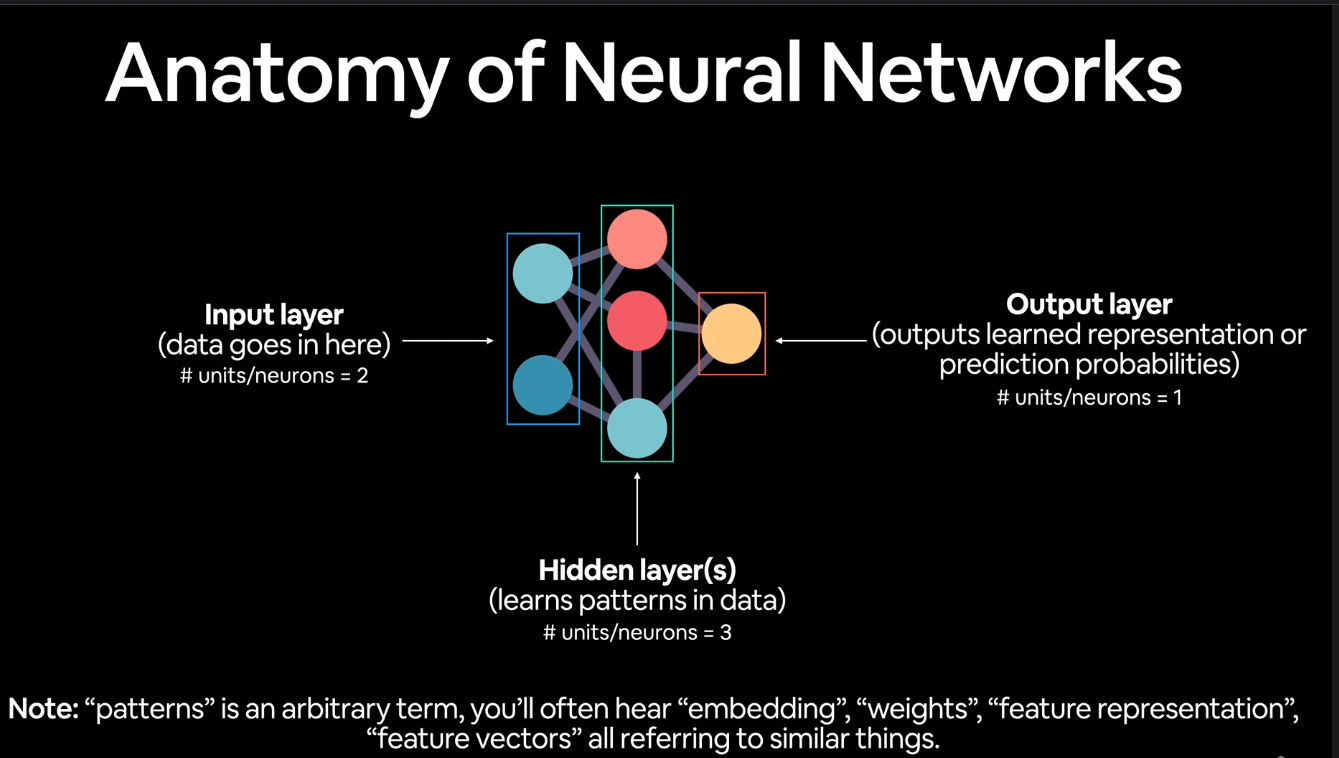 Anatomy of Neural Networks
Input layer
(data goes in here)
# units/neurons = 2
Output layer
(outputs learned representation or
prediction probabilities)
# units/neurons = 1
Hidden layer(s)
(learns patterns in data)
# units/neurons = 3
Note: “patterns” is an arbitrary term, you’ll often hear “embedding”, “weights”, “feature representation”,
“feature vectors” all referring to similar things.